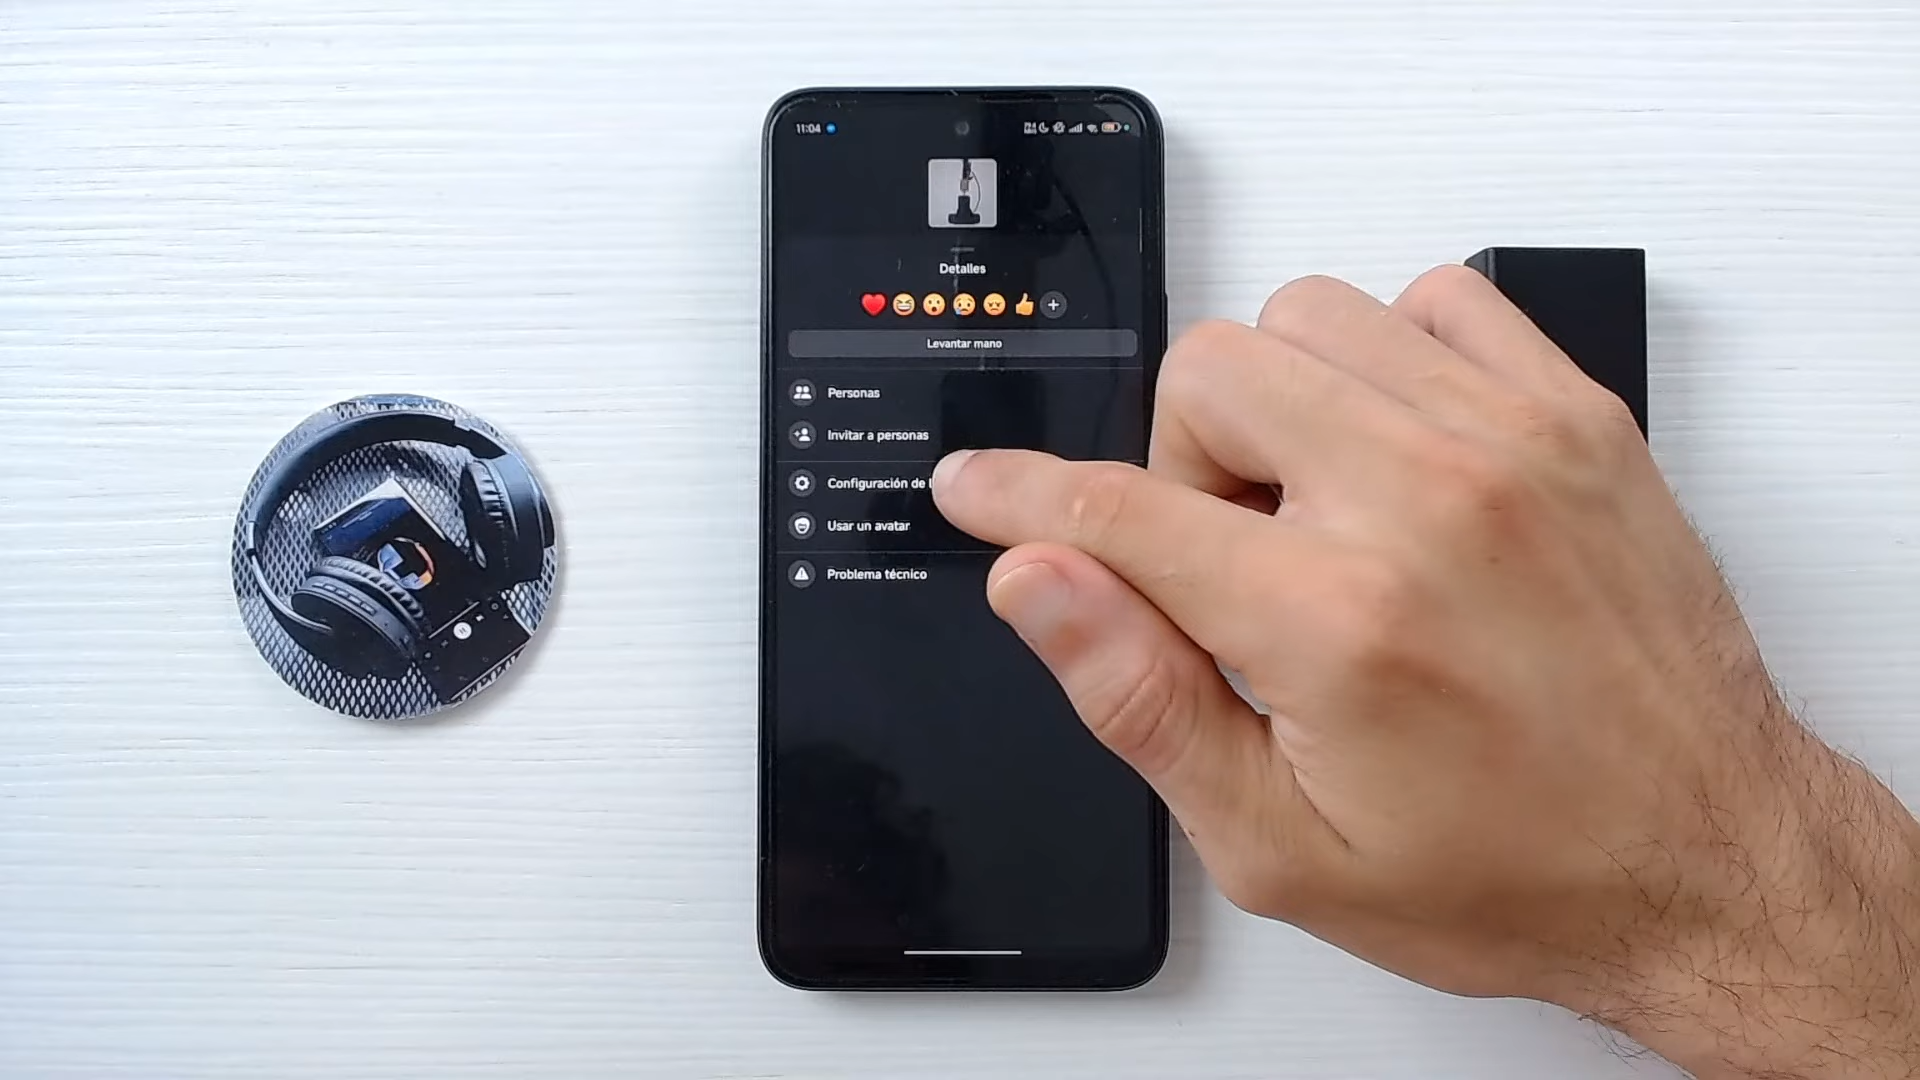 11:04
Detalles
Levantar mano
Personas
Invitar a personas
Configuración de l
Usar un avatar
Problema técnico